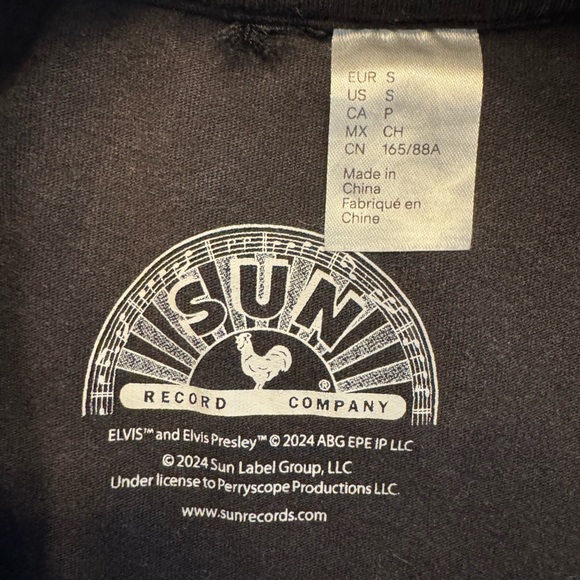 EUR S
US S
CA P
MX CH
CN 165/88A
Made in
China
Fabriqué en
Chine
SUN
®
RECORD COMPANY
ELVIS™ and Elvis Presley™ © 2024 ABG EPE IP LLC
© 2024 Sun Label Group, LLC
Under license to Perryscope Productions LLC.
www.sunrecords.com